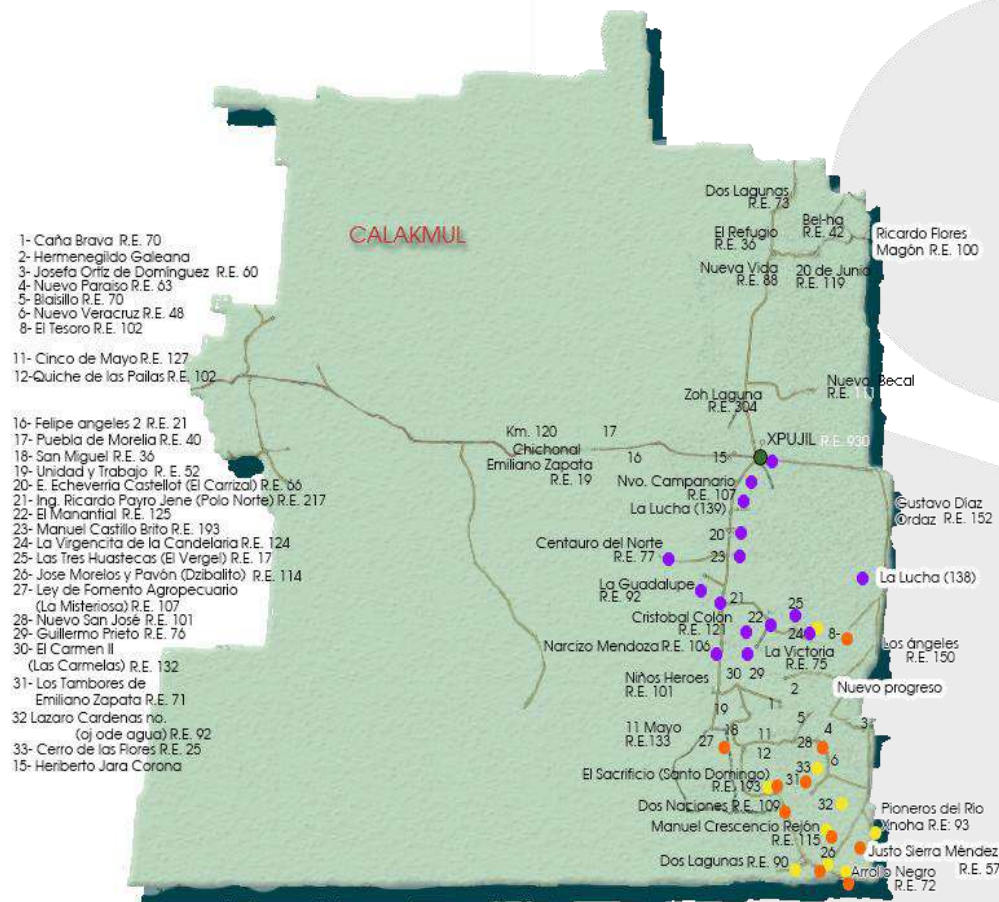 CALAKMUL
Dos Lagunas
R.E. 73
Bel-ha
R.E. 42
El Refugio
R.E. 36
Ricardo Flores
Magón R.E. 100
Nueva Vida
R.E. 88
20 de Junio
R.E. 119
1- Caña Brava R.E. 70
2- Hermenegildo Galeana
3- Josefa Ortiz de Domínguez R.E. 60
4- Nuevo Paraiso R.E. 63
5- Blaisillo R.E. 70
6- Nuevo Veracruz R.E. 48
8- El Tesoro R.E. 102
11- Cinco de Mayo R.E. 127
12-Quiche de las Pailas R.E. 102
16- Felipe angeles 2 R.E. 21
17- Puebla de Morelia R.E. 40
18- San Miguel R.E. 36
19- Unidad y Trabajo R.E. 52
20- E. Echeverria Castellot (El Carrizal) R.E. 66
21- Ing. Ricardo Payro Jene (Polo Norte) R.E. 217
22- El Manantial R.E. 125
23- Manuel Castillo Brito R.E. 193
24- La Virgencita de la Candelaria R.E. 124
25- Las Tres Huastecas (El Vergel) R.E. 17
26- Jose Morelos y Pavón (Dzibalito) R.E. 114
27- Ley de Fomento Agropecuario
(La Misteriosa) R.E. 107
28- Nuevo San José R.E. 101
29- Guillermo Prieto R.E. 76
30- El Carmen II
(Las Carmelas) R.E. 132
31- Los Tambores de
Emiliano Zapata R.E. 71
32 Lazaro Cardenas no.
(oj ode agua) R.E. 92
33- Cerro de las Flores R.E. 25
15- Heriberto Jara Corona
Nuevo Becal
R.E. 111
Zoh Laguna
R.E. 304
Km. 120
17
Chichonal
16
15
XPUJIL R.E. 930
Emiliano Zapata
R.E. 19
Nvo. Campanario
R.E. 107
La Lucha (139)
Gustavo Díaz
Ordaz R.E. 152
20
Centauro del Norte
R.E. 77
23
La Guadalupe
R.E. 92
La Lucha (138)
21
25
Cristobal Colón
R.E. 121
22
24
8-
Narcizo Mendoza R.E. 106
La Victoria
R.E. 75
Los ángeles
R.E. 150
Niños Heroes
R.E. 101
30
29
2
Nuevo progreso
19
1
11 Mayo
R.E.133
18
5
4
3
27
11
12
28
6
El Sacrificio (Santo Domingo)
R.E. 193
33
31
Dos Naciones R.E. 109
32
Pioneros del Río
Xnoha R.E: 93
Manuel Crescencio Rejón
R.E. 115
26
Justo Sierra Méndez
R.E. 57
Dos Lagunas R.E. 90
Arrollo Negro
R.E. 72